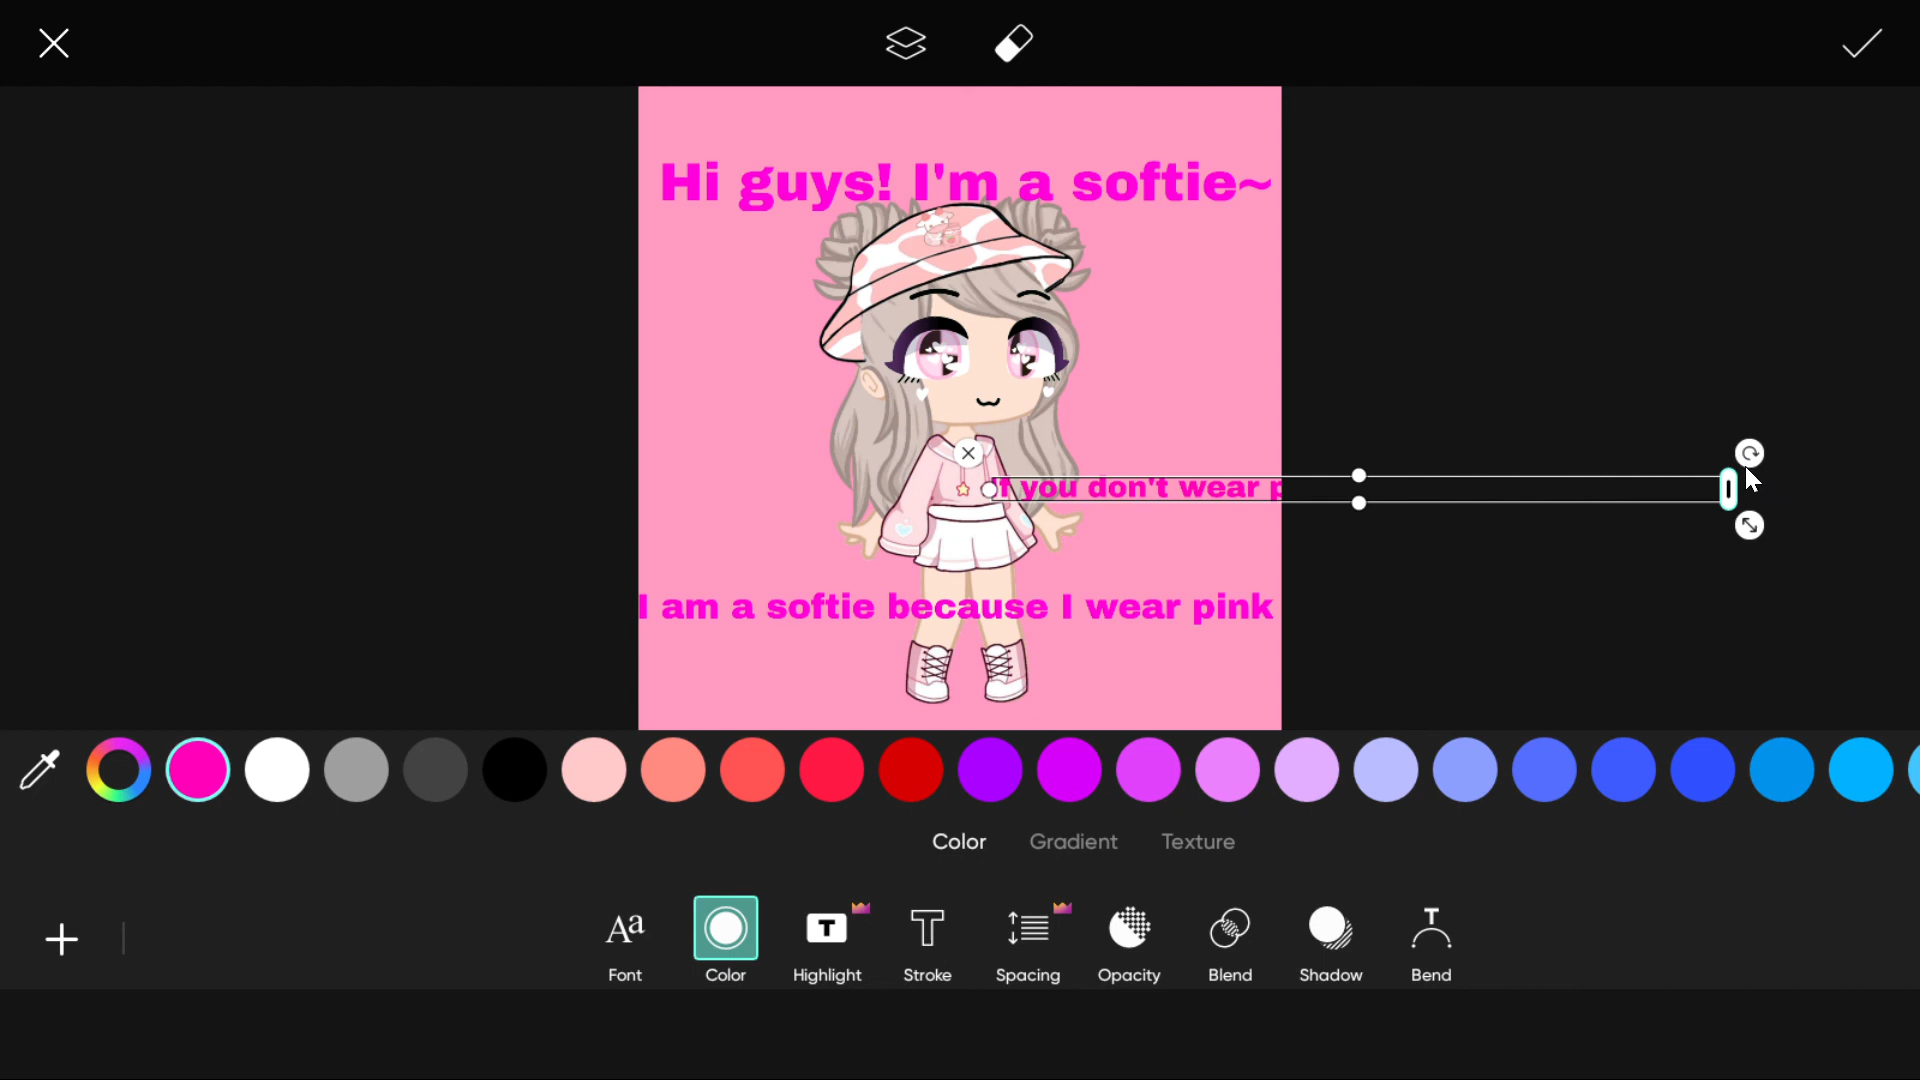 Hi guys! I'm a softie~
If you don't wear
I am a softie because I wear pink
Color Gradient Texture
Font Color Highlight Stroke Spacing Opacity Blend Shadow Bend